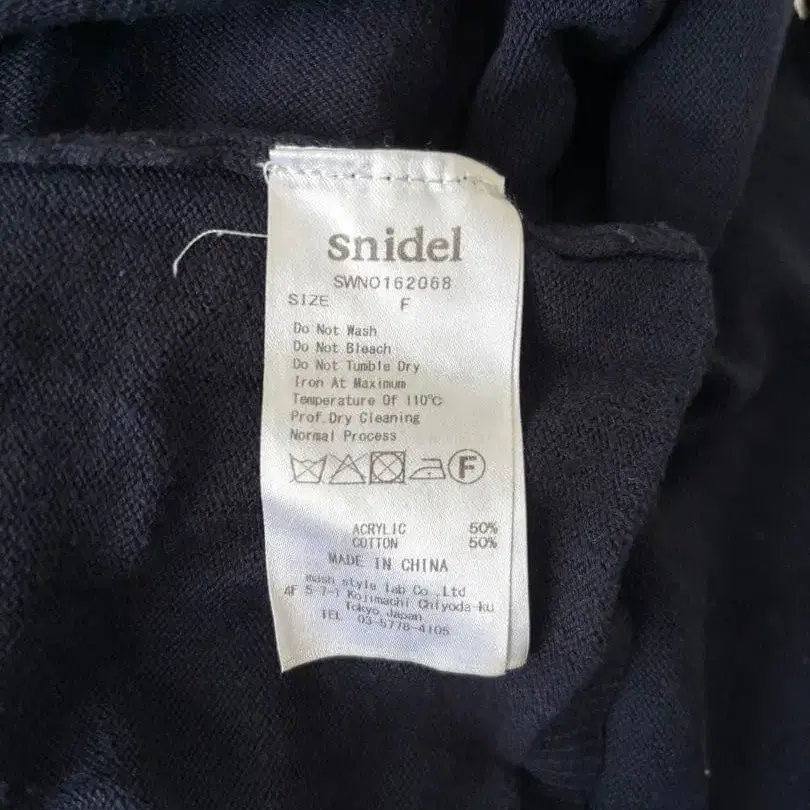 snidel
SWNO162068
SIZE F
Do Not Wash
Do Not Bleach
Do Not Tumble Dry
Iron At Maximum
Temperature Of 110℃
Prof.Dry Cleaning
Normal Process
F
ACRYLIC 50%
COTTON 50%
MADE IN CHINA
mash style lab Co.,Ltd
4F 5-7-1 Kojimachi Chiyoda-ku
Tokyo,Japan
TEL 03-5778-4105